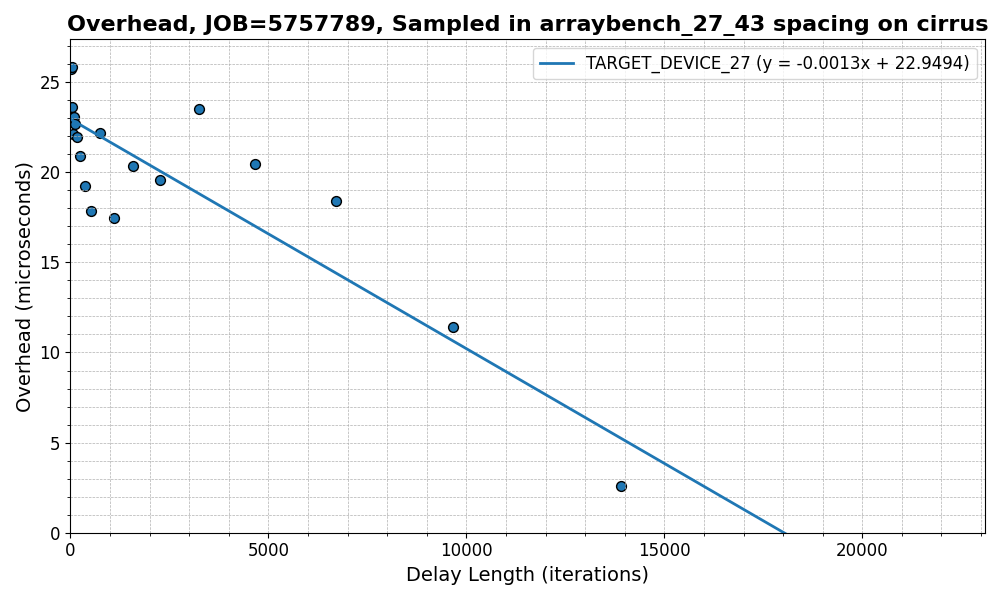 Overhead, JOB=5757789, Sampled in arraybench_27_43 spacing on cirrus
TARGET_DEVICE_27 (y = -0.0013x + 22.9494)
Overhead (microseconds)
25
20
15
10
5
0
0 5000 10000 15000 20000
Delay Length (iterations)